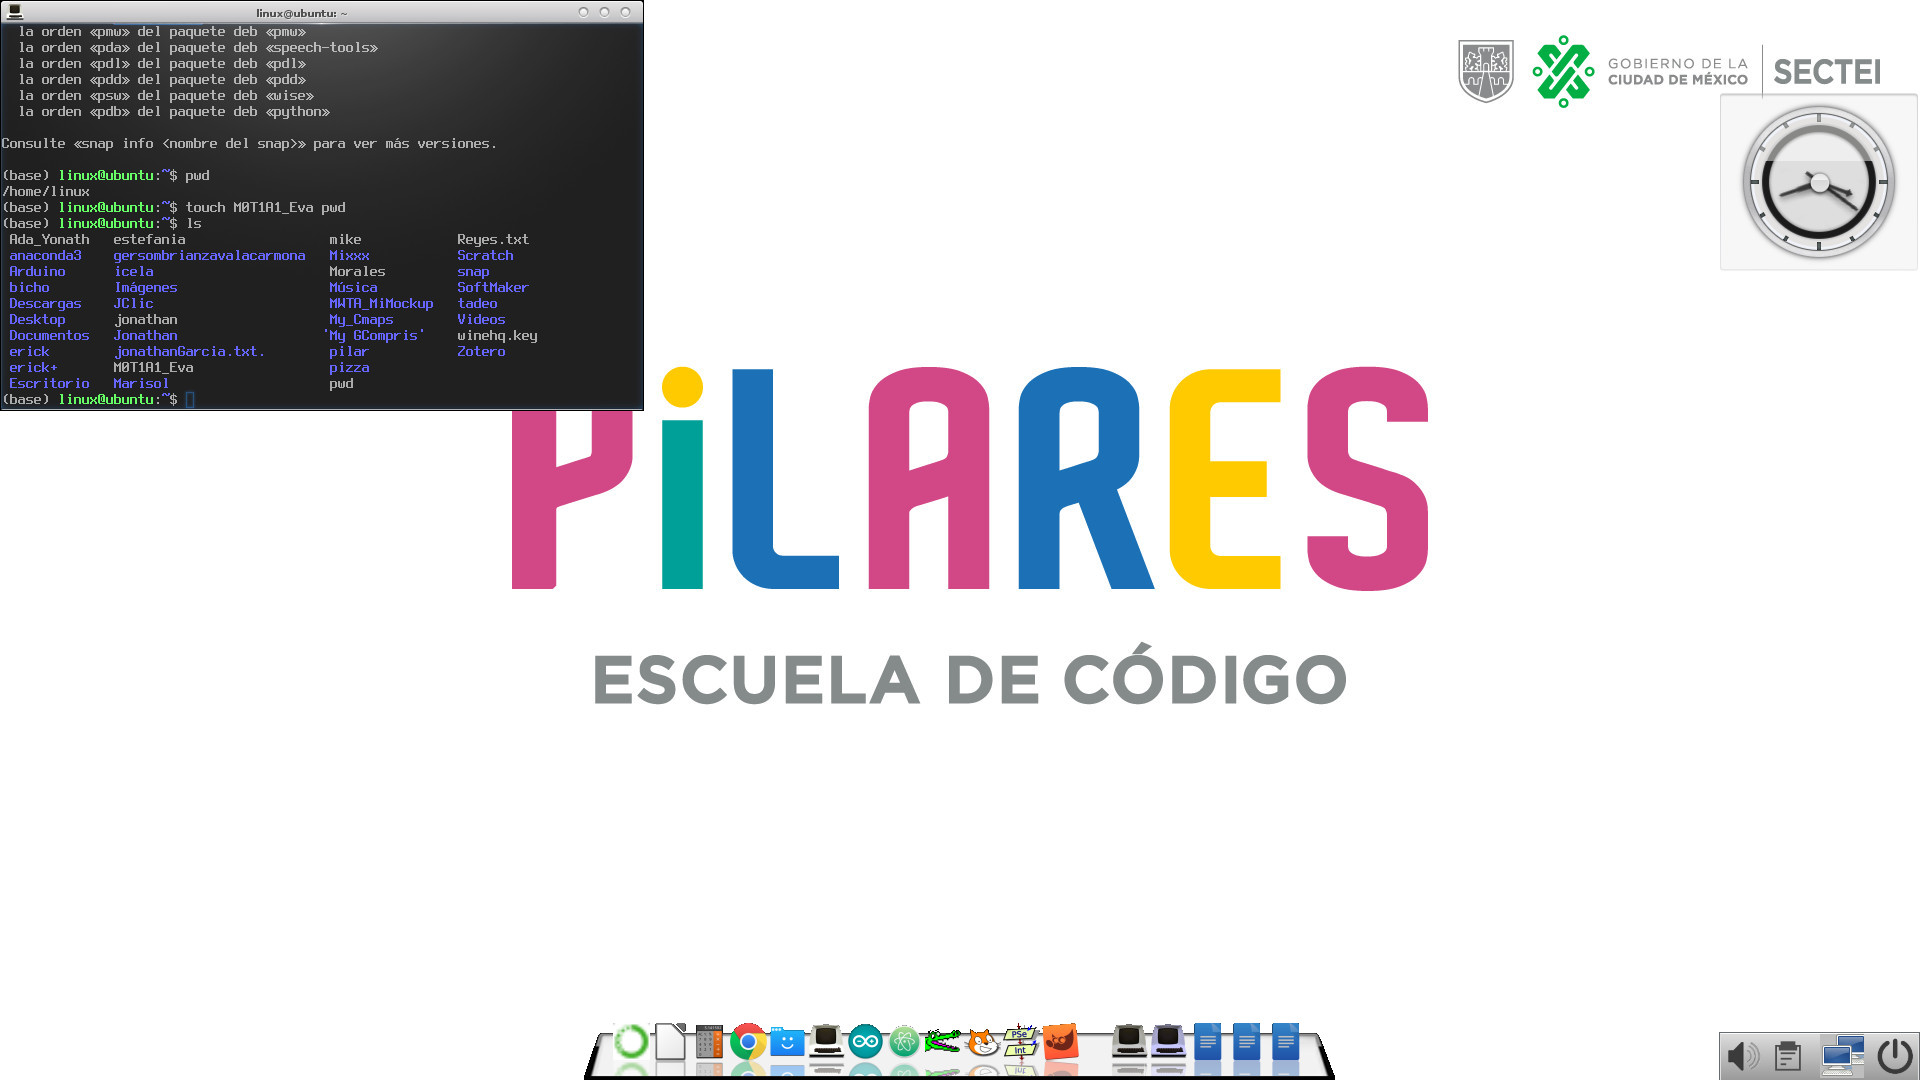 linux@ubuntu: ~
la orden «pmw» del paquete deb «pmw»
la orden «pda» del paquete deb «speech-tools»
la orden «pdl» del paquete deb «pdl»
la orden «pdd» del paquete deb «pdd»
la orden «psw» del paquete deb «wise»
la orden «pdb» del paquete deb «python»
Consulte «snap info <nombre del snap>» para ver más versiones.
(base) linux@ubuntu:~$ pwd
/home/linux
(base) linux@ubuntu:~$ touch M0T1A1_Eva pwd
(base) linux@ubuntu:~$ ls
Ada_Yonath estefania mike Reyes.txt
anaconda3 gersombrianzavalacarmona Mixxx Scratch
Arduino icela Morales snap
bicho Imágenes Música SoftMaker
Descargas JClic MWTA_MiMockup tadeo
Desktop jonathan My_Cmaps Videos
Documentos Jonathan 'My GCompris' winehq.key
erick jonathanGarcia.txt. pilar Zotero
erick+ M0T1A1_Eva pizza
Escritorio Marisol pwd
(base) linux@ubuntu:~$
GOBIERNO DE LA
CIUDAD DE MÉXICO
SECTEI
PiLARES
ESCUELA DE CÓDIGO
PSe
Int